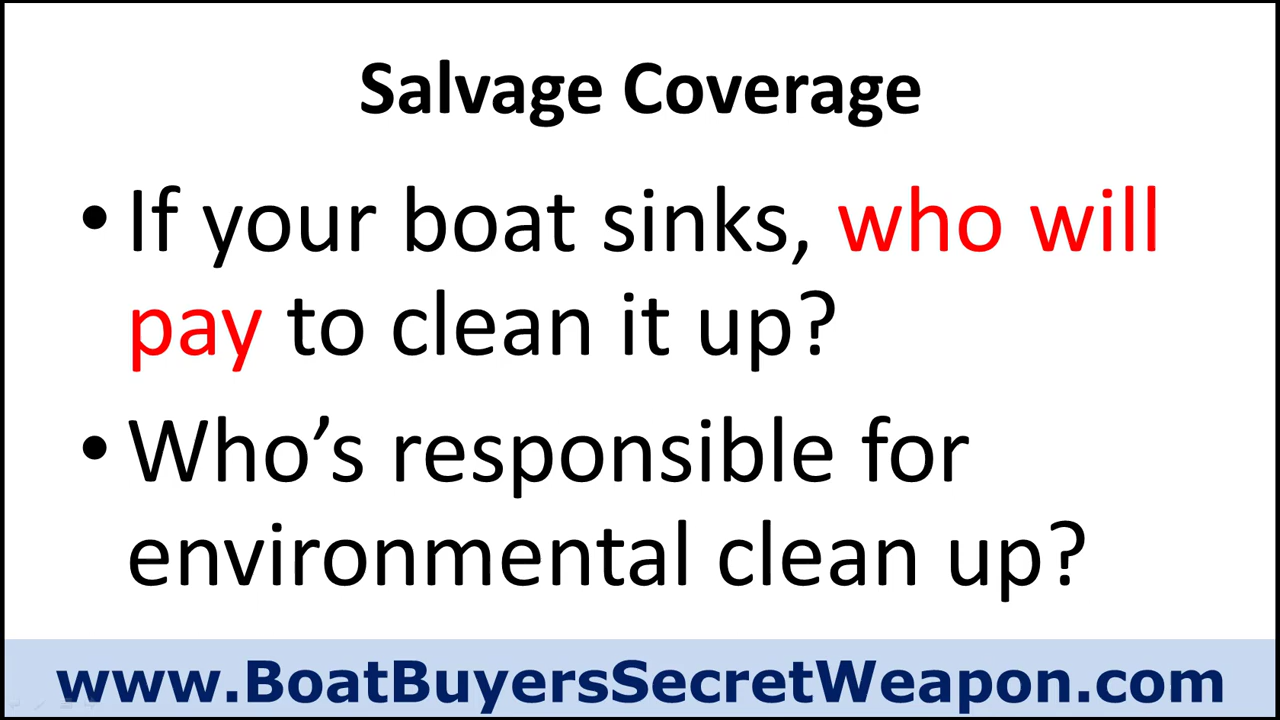 Salvage Coverage
• If your boat sinks, who will
pay to clean it up?
• Who’s responsible for
environmental clean up?
www.BoatBuyersSecretWeapon.com